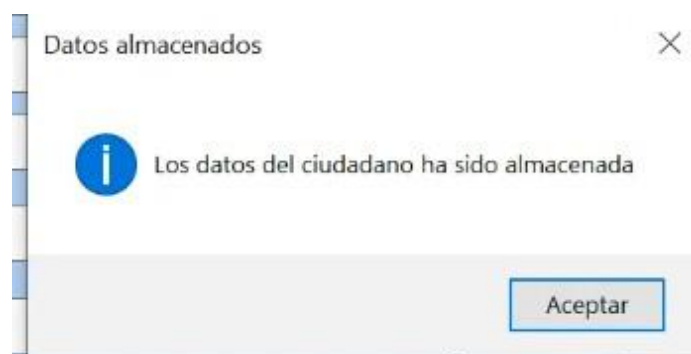 Datos almacenados
Los datos del ciudadano ha sido almacenada
Aceptar